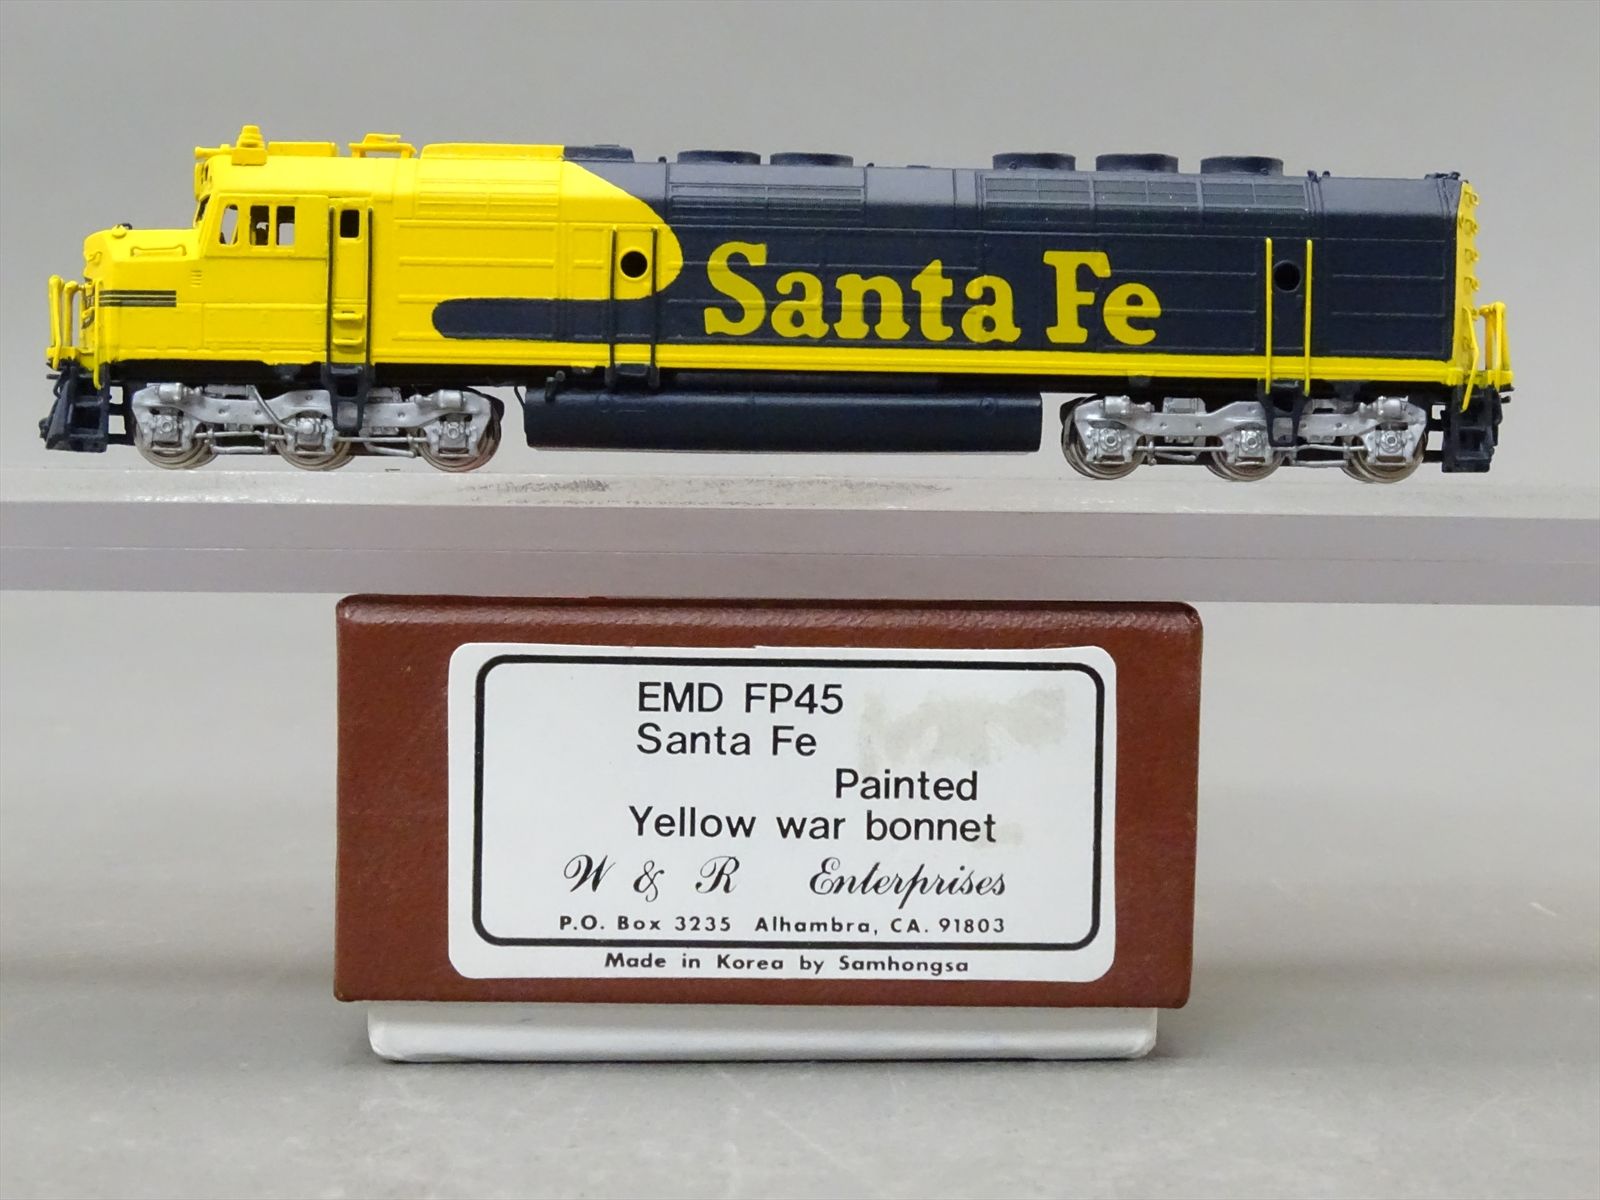 Santa Fe
EMD FP45
Santa Fe
Painted
Yellow war bonnet
W & R Enterprises
P.O. Box 3235 Alhambra, CA. 91803
Made in Korea by Samhongsa